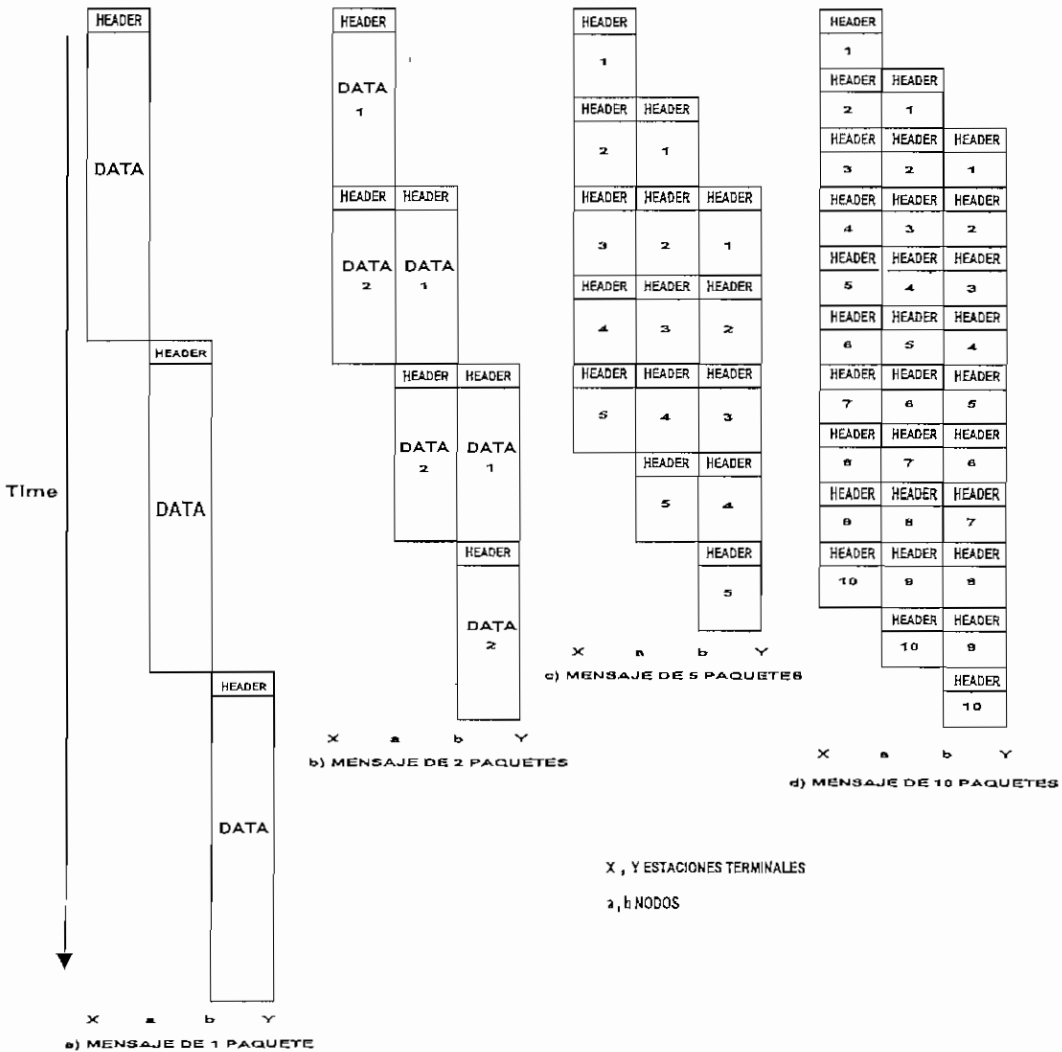 Time
HEADER
DATA
HEADER
DATA
HEADER
DATA
X a b Y
a) MENSAJE DE 1 PAQUETE
HEADER
DATA
1
HEADER HEADER
DATA DATA
2 1
HEADER HEADER
DATA DATA
2 1
HEADER
DATA
2
X a b Y
b) MENSAJE DE 2 PAQUETES
HEADER
1
HEADER HEADER
2 1
HEADER HEADER HEADER
3 2 1
HEADER HEADER HEADER
4 3 2
HEADER HEADER HEADER
5 4 3
HEADER HEADER
5 4
HEADER
5
X a b Y
c) MENSAJE DE 5 PAQUETES
HEADER
1
HEADER HEADER
2 1
HEADER HEADER HEADER
3 2 1
HEADER HEADER HEADER
4 3 2
HEADER HEADER HEADER
5 4 3
HEADER HEADER HEADER
6 5 4
HEADER HEADER HEADER
7 6 5
HEADER HEADER HEADER
8 7 6
HEADER HEADER HEADER
9 8 7
HEADER HEADER HEADER
10 9 8
HEADER HEADER
10 9
HEADER
10
X a b Y
d) MENSAJE DE 10 PAQUETES
X , Y ESTACIONES TERMINALES
a , b NODOS